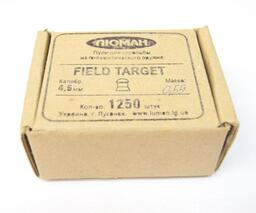 ЛЮМАН
Пули для стрельбы
из пневматического оружия
FIELD TARGET
Калибр, Масса:
4,5мм 0,55
Кол-во: 1250 штук
Украина, г. Луганск. www.luman.lg.ua